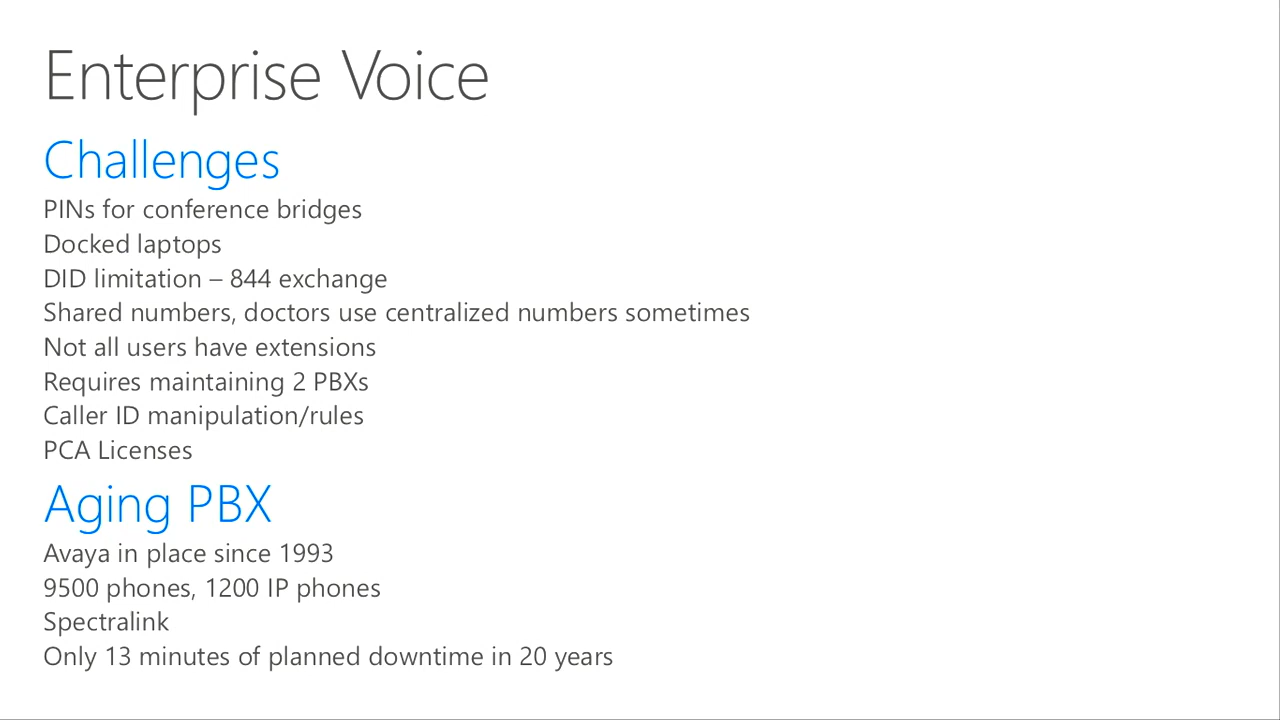 Enterprise Voice
Challenges
PINs for conference bridges
Docked laptops
DID limitation – 844 exchange
Shared numbers, doctors use centralized numbers sometimes
Not all users have extensions
Requires maintaining 2 PBXs
Caller ID manipulation/rules
PCA Licenses
Aging PBX
Avaya in place since 1993
9500 phones, 1200 IP phones
Spectralink
Only 13 minutes of planned downtime in 20 years